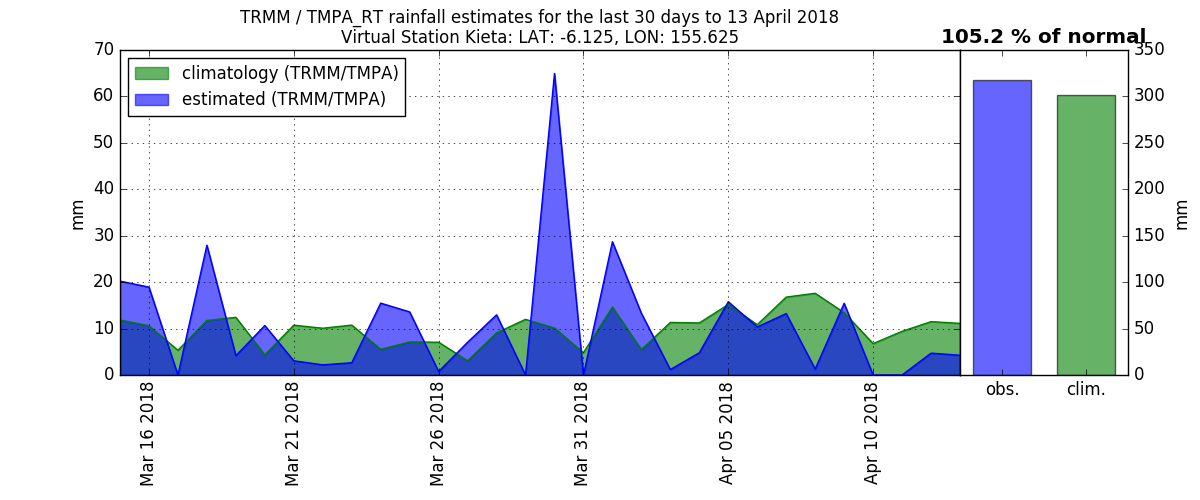 TRMM / TMPA_RT rainfall estimates for the last 30 days to 13 April 2018
Virtual Station Kieta: LAT: -6.125, LON: 155.625
105.2 % of normal
climatology (TRMM/TMPA)
estimated (TRMM/TMPA)
70
60
50
40
30
20
10
0
mm
350
300
250
200
150
100
50
0
mm
Mar 16 2018
Mar 21 2018
Mar 26 2018
Mar 31 2018
Apr 05 2018
Apr 10 2018
obs.
clim.